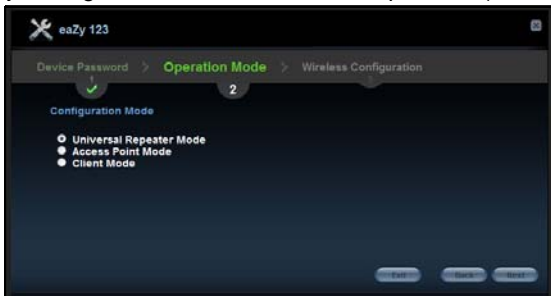 eaZy 123
Device Password > Operation Mode > Wireless Configuration
1 2 3
Configuration Mode
Universal Repeater Mode
Access Point Mode
Client Mode
Exit Back Next